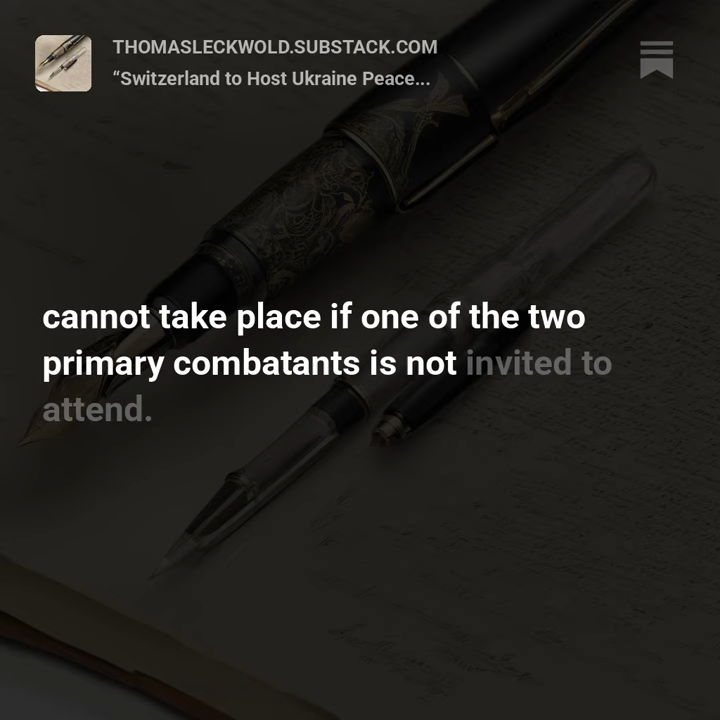 THOMASLECKWOLD.SUBSTACK.COM
“Switzerland to Host Ukraine Peace...
cannot take place if one of the two
primary combatants is not invited to
attend.